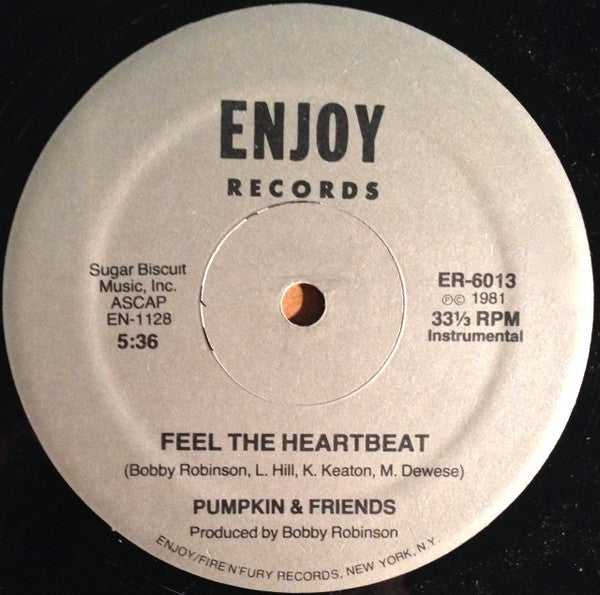 ENJOY
RECORDS
Sugar Biscuit
Music, Inc.
ASCAP
EN-1128
5:36
ER-6013
℗© 1981
33⅓ RPM
Instrumental
FEEL THE HEARTBEAT
(Bobby Robinson, L. Hill, K. Keaton, M. Dewese)
PUMPKIN & FRIENDS
Produced by Bobby Robinson
ENJOY/FIRE'N'FURY RECORDS, NEW YORK, N.Y.